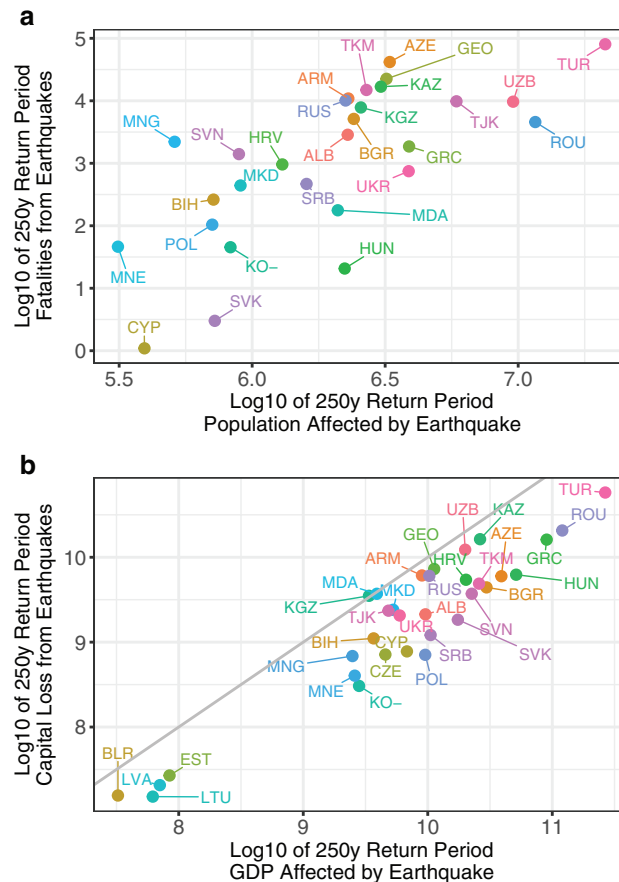 a
Log10 of 250y Return Period
Fatalities from Earthquakes
5
4
3
2
1
0
TKM
AZE
GEO
TUR
ARM
KAZ
UZB
RUS
KGZ
TJK
ROU
MNG
SVN
HRV
ALB
BGR
GRC
MKD
UKR
BIH
SRB
MDA
POL
MNE
KO−
HUN
SVK
CYP
5.5
6.0
6.5
7.0
Log10 of 250y Return Period
Population Affected by Earthquake
b
Log10 of 250y Return Period
Capital Loss from Earthquakes
10
9
8
TUR
UZB
KAZ
ROU
GEO
AZE
ARM
HRV
TKM
GRC
HUN
MDA
MKD
RUS
BGR
KGZ
TJK
UKR
ALB
SVN
BIH
CYP
SRB
SVK
MNG
CZE
POL
MNE
KO−
BLR
EST
LVA
LTU
8
9
10
11
Log10 of 250y Return Period
GDP Affected by Earthquake